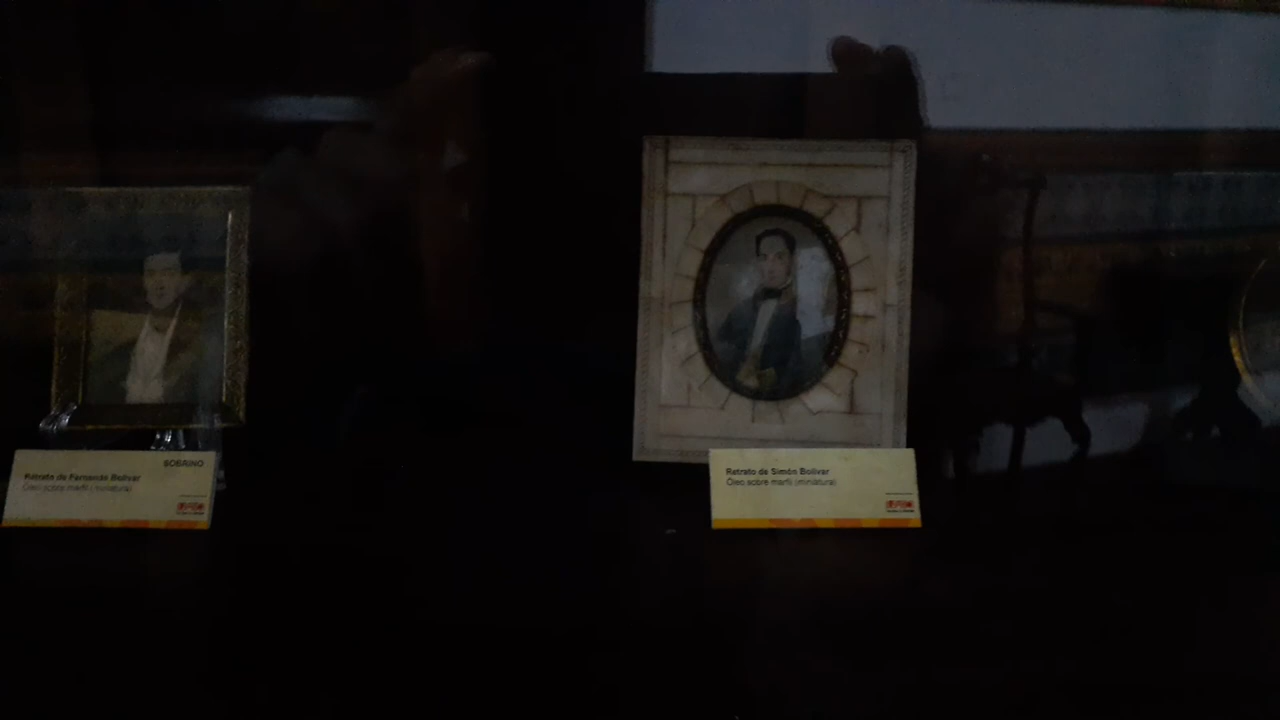 SOBRINO
Retrato de Fernando Bolívar
Óleo sobre marfil (miniatura)
Retrato de Simón Bolívar
Óleo sobre marfil (miniatura)